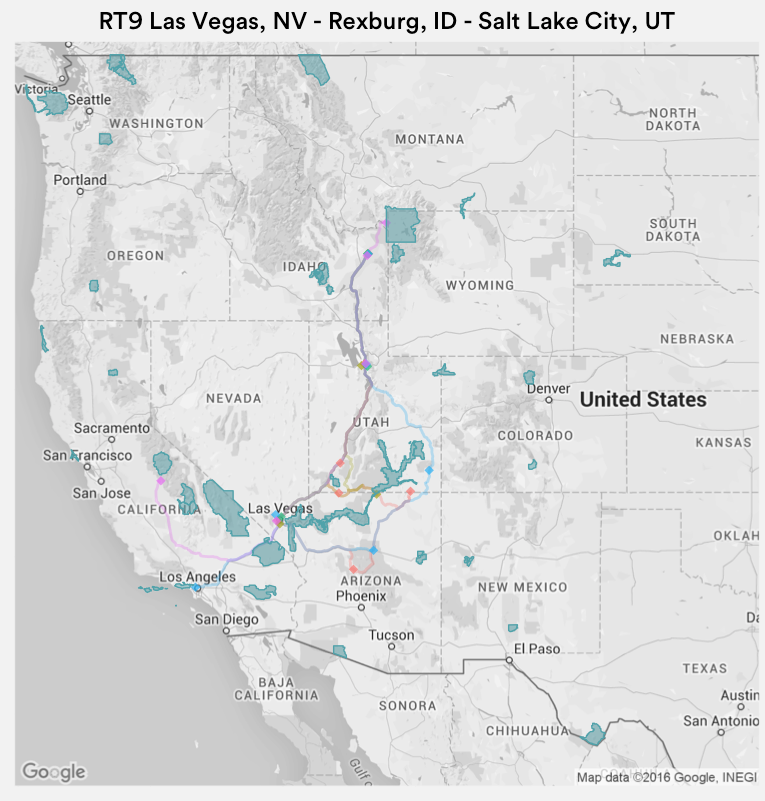 RT9 Las Vegas, NV - Rexburg, ID - Salt Lake City, UT
Victoria
Seattle
WASHINGTON
NORTH
DAKOTA
MONTANA
Portland
SOUTH
DAKOTA
OREGON
IDAHO
WYOMING
NEBRASKA
NEVADA
Denver
United States
UTAH
Sacramento
COLORADO
KANSAS
San Francisco
San Jose
CALIFORNIA
Las Vegas
OKLAH
Los Angeles
ARIZONA
NEW MEXICO
Phoenix
San Diego
Da
Tucson
El Paso
TEXAS
BAJA
CALIFORNIA
SONORA
Austin
San Antonio
CHIHUAHUA
Gulf o
Google
Map data ©2016 Google, INEGI